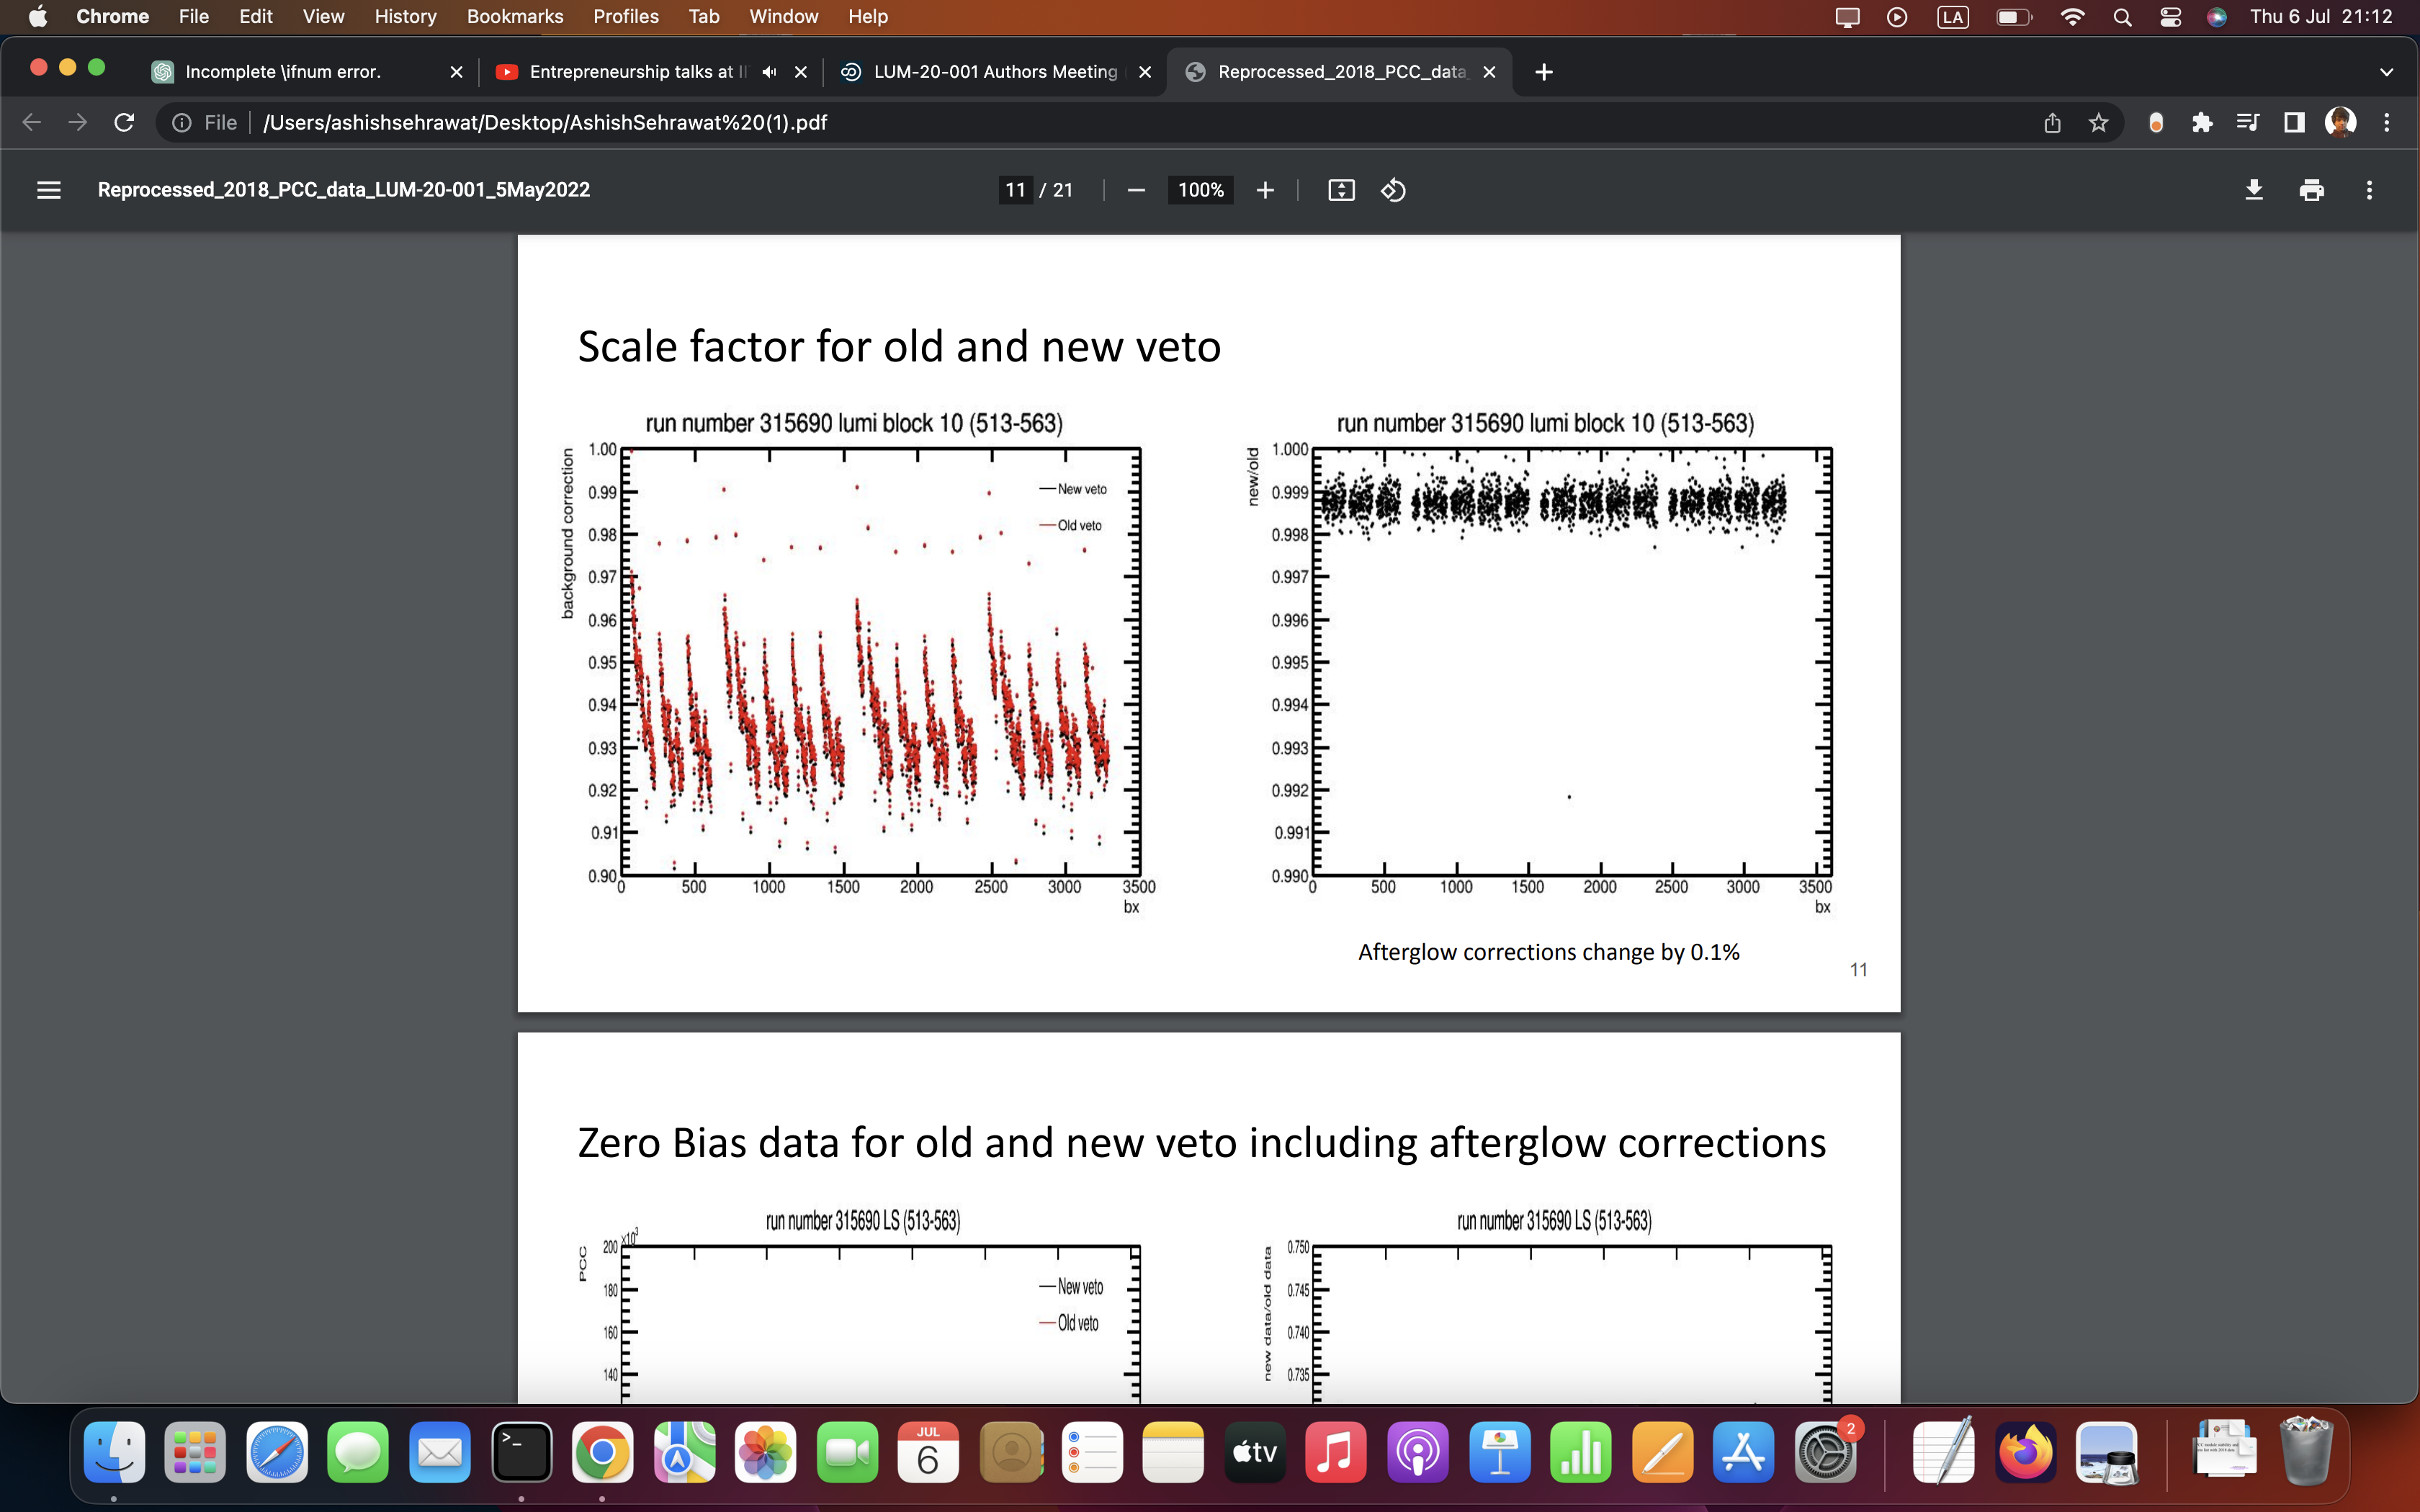 Chrome File Edit View History Bookmarks Profiles Tab Window Help LA Thu 6 Jul 21:12
Incomplete \ifnum error. Entrepreneurship talks at II LUM-20-001 Authors Meeting Reprocessed_2018_PCC_data_
File /Users/ashishsehrawat/Desktop/AshishSehrawat%20(1).pdf
Reprocessed_2018_PCC_data_LUM-20-001_5May2022 11 / 21 100%
Scale factor for old and new veto
run number 315690 lumi block 10 (513-563)
background correction
1.00
0.99
0.98
0.97
0.96
0.95
0.94
0.93
0.92
0.91
0.90
New veto
Old veto
0 500 1000 1500 2000 2500 3000 3500
bx
run number 315690 lumi block 10 (513-563)
new/old
1.000
0.999
0.998
0.997
0.996
0.995
0.994
0.993
0.992
0.991
0.990
0 500 1000 1500 2000 2500 3000 3500
bx
Afterglow corrections change by 0.1%
11
Zero Bias data for old and new veto including afterglow corrections
run number 315690 LS (513-563)
PCC
×10³
200
180
160
140
New veto
Old veto
run number 315690 LS (513-563)
new data/old data
0.750
0.745
0.740
0.735
JUL
6
tv
2